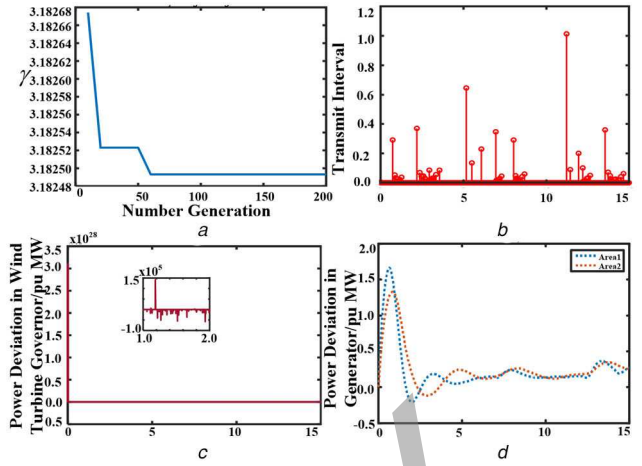 3.18268
3.18266
3.18264
3.18262
3.18260
3.18258
3.18256
3.18254
3.18252
3.18250
3.18248
γ
0 50 100 150 200
Number Generation
a
Transmit Interval
1.2
1.0
0.8
0.6
0.4
0.2
0.0
5 10 15
b
Power Deviation in Wind
Turbine Governor/pu MW
x10²⁸
3.5
3.0
2.5
2.0
1.5
1.0
0.5
0.0
0.5
0 5 10 15
x10⁵
1.5
-1.0
1.0 2.0
c
Power Deviation in
Generator/pu MW
2.0
1.5
1.0
0.5
0.0
-0.5
0 5 10 15
Area1
Area2
d